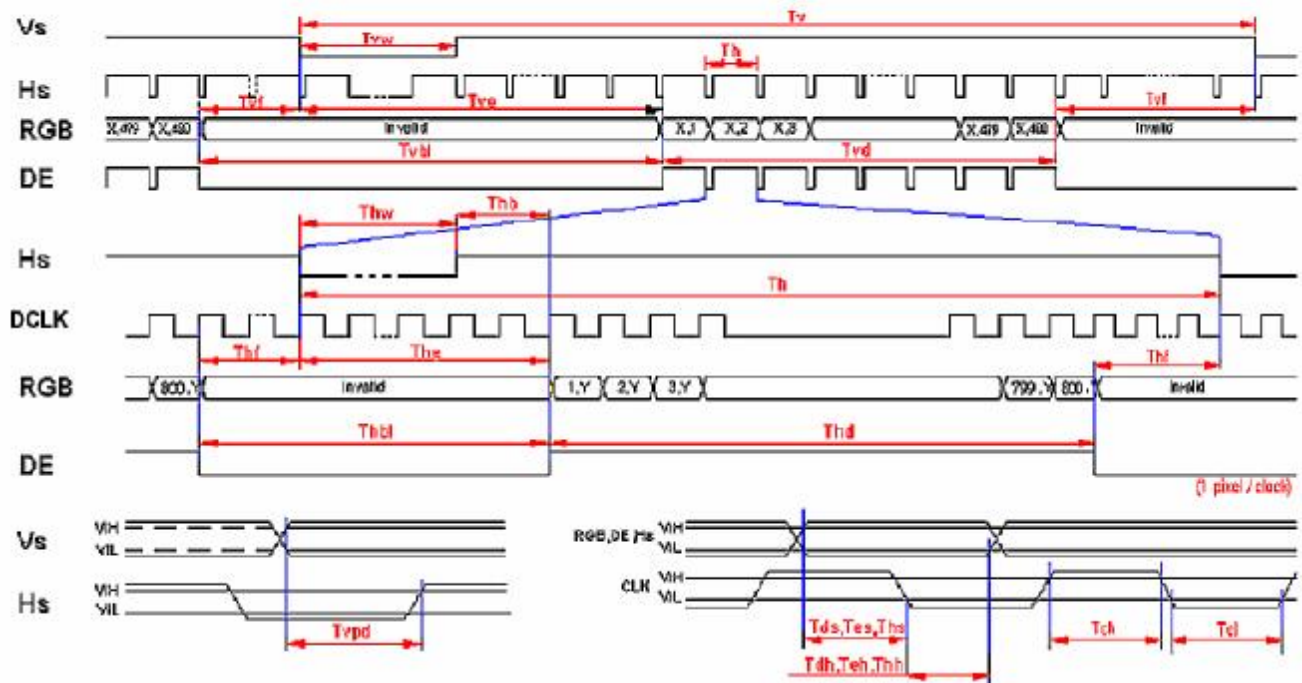 Vs
Tv
Tvw
Th
Hs
Tvf Tve Tvf
RGB X,479 X,480 Invalid X,1 X,2 X,3 X,479 X,480 Invalid
Tvbl Tvd
DE
Thw Thb
Hs
Th
DCLK
Thf The Thf
RGB 800,Y Invalid 1,Y 2,Y 3,Y 799,Y 800,Y Invalid
Thbl Thd
DE
(1 pixel / clock)
Vs VIH
VIL
RGB,DE,Hs VIH
VIL
Hs VIH
VIL
CLK VIH
VIL
Tvpd
Tds,Tes,Ths
Tdh,Teh,Thh
Tch Tcl